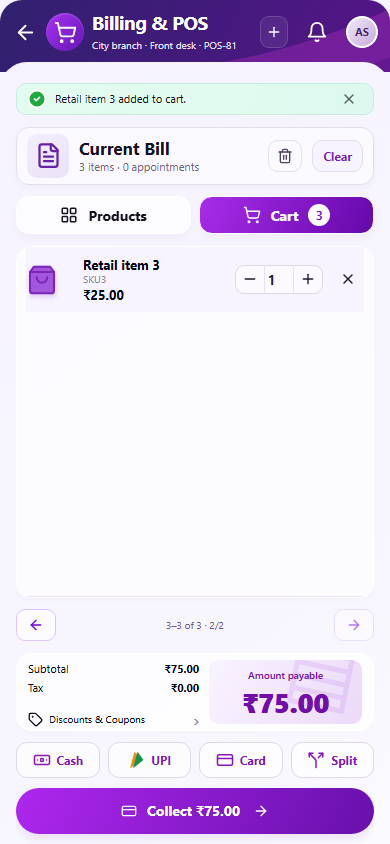 Billing & POS
City branch · Front desk · POS-81
AS
Retail item 3 added to cart.
Current Bill
3 items · 0 appointments
Clear
Products
Cart 3
Retail item 3
SKU3
₹25.00
1
3–3 of 3 · 2/2
Subtotal ₹75.00
Tax ₹0.00
Discounts & Coupons
Amount payable
₹75.00
Cash
UPI
Card
Split
Collect ₹75.00